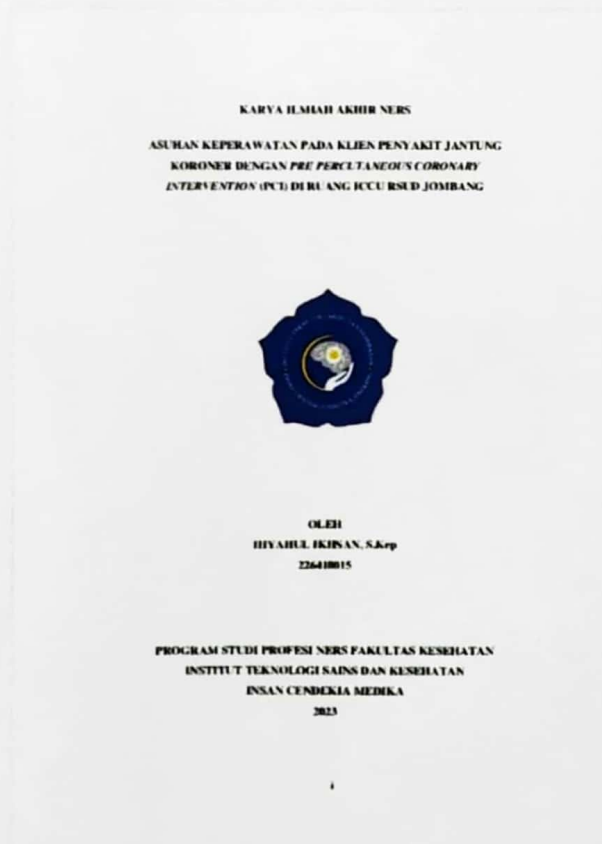 KARYA ILMIAH AKHIR NERS
ASUHAN KEPERAWATAN PADA KLIEN PENYAKIT JANTUNG
KORONER DENGAN PRE PERCUTANEOUS CORONARY
INTERVENTION (PCI) DI RUANG ICCU RSUD JOMBANG
OLEH
IHYAHUL IKHSAN, S.Kep
226410015
PROGRAM STUDI PROFESI NERS FAKULTAS KESEHATAN
INSTITUT TEKNOLOGI SAINS DAN KESEHATAN
INSAN CENDEKIA MEDIKA
2023
i